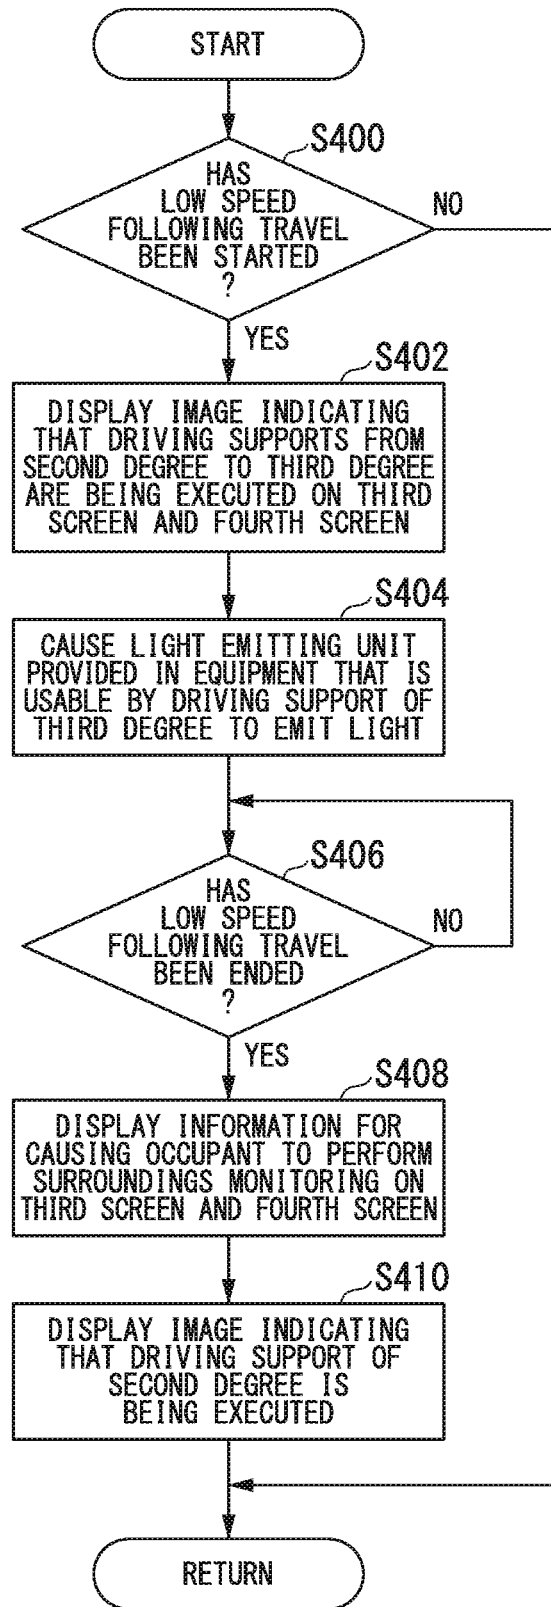 START
S400
HAS
LOW SPEED
FOLLOWING TRAVEL
BEEN STARTED
?
NO
YES
S402
DISPLAY IMAGE INDICATING
THAT DRIVING SUPPORTS FROM
SECOND DEGREE TO THIRD DEGREE
ARE BEING EXECUTED ON THIRD
SCREEN AND FOURTH SCREEN
S404
CAUSE LIGHT EMITTING UNIT
PROVIDED IN EQUIPMENT THAT IS
USABLE BY DRIVING SUPPORT OF
THIRD DEGREE TO EMIT LIGHT
S406
HAS
LOW SPEED
FOLLOWING TRAVEL
BEEN ENDED
?
NO
YES
S408
DISPLAY INFORMATION FOR
CAUSING OCCUPANT TO PERFORM
SURROUNDINGS MONITORING ON
THIRD SCREEN AND FOURTH SCREEN
S410
DISPLAY IMAGE INDICATING
THAT DRIVING SUPPORT OF
SECOND DEGREE IS
BEING EXECUTED
RETURN